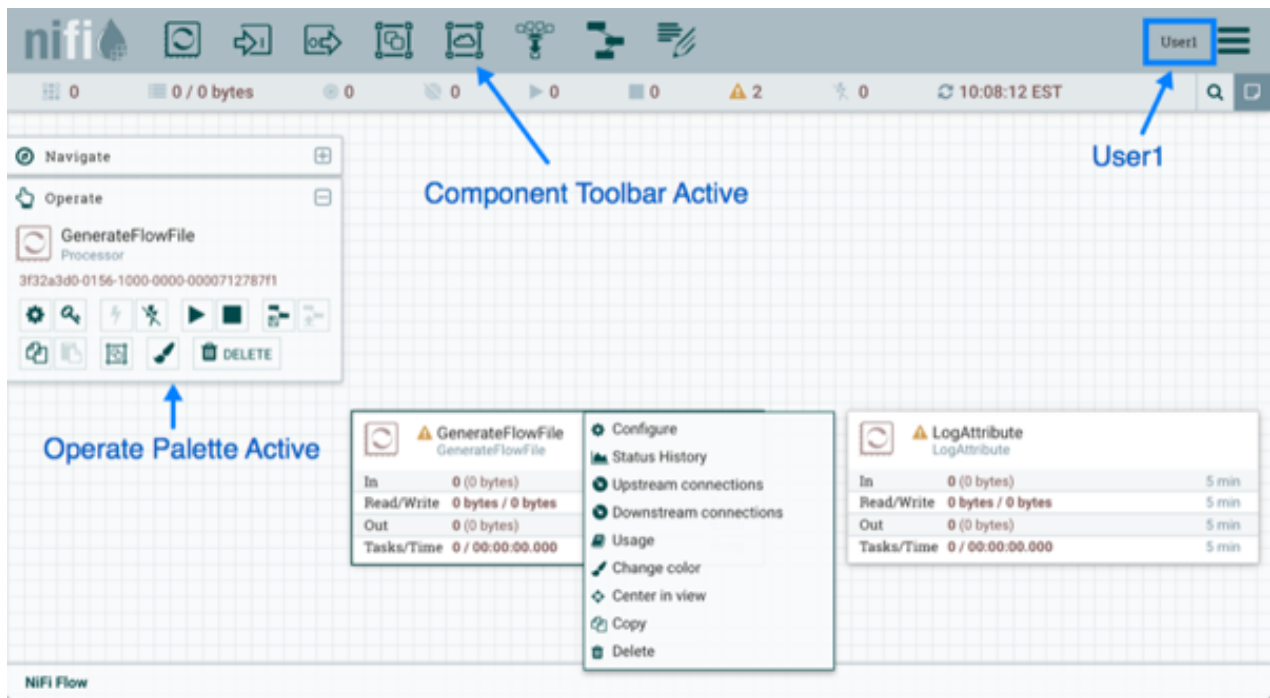 nifi
User1
0
0 / 0 bytes
0
0
0
0
2
0
10:08:12 EST
User1
Component Toolbar Active
Navigate
Operate
GenerateFlowFile
Processor
3f32a3d0-0156-1000-0000-0000712787f1
DELETE
Operate Palette Active
GenerateFlowFile
GenerateFlowFile
In 0 (0 bytes)
Read/Write 0 bytes / 0 bytes
Out 0 (0 bytes)
Tasks/Time 0 / 00:00:00.000
Configure
Status History
Upstream connections
Downstream connections
Usage
Change color
Center in view
Copy
Delete
LogAttribute
LogAttribute
In 0 (0 bytes) 5 min
Read/Write 0 bytes / 0 bytes 5 min
Out 0 (0 bytes) 5 min
Tasks/Time 0 / 00:00:00.000 5 min
NiFi Flow